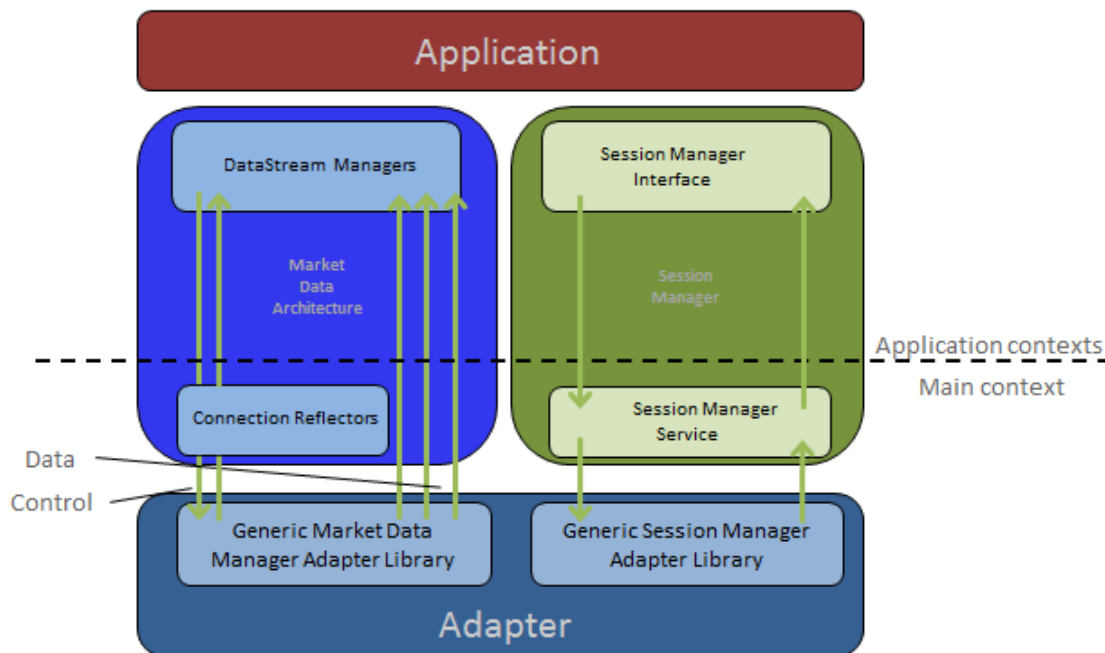 Application
DataStream Managers
Session Manager
Interface
Market
Data
Architecture
Session
Manager
Application contexts
Main context
Connection Reflectors
Session Manager
Service
Data
Control
Generic Market Data
Manager Adapter Library
Generic Session Manager
Adapter Library
Adapter